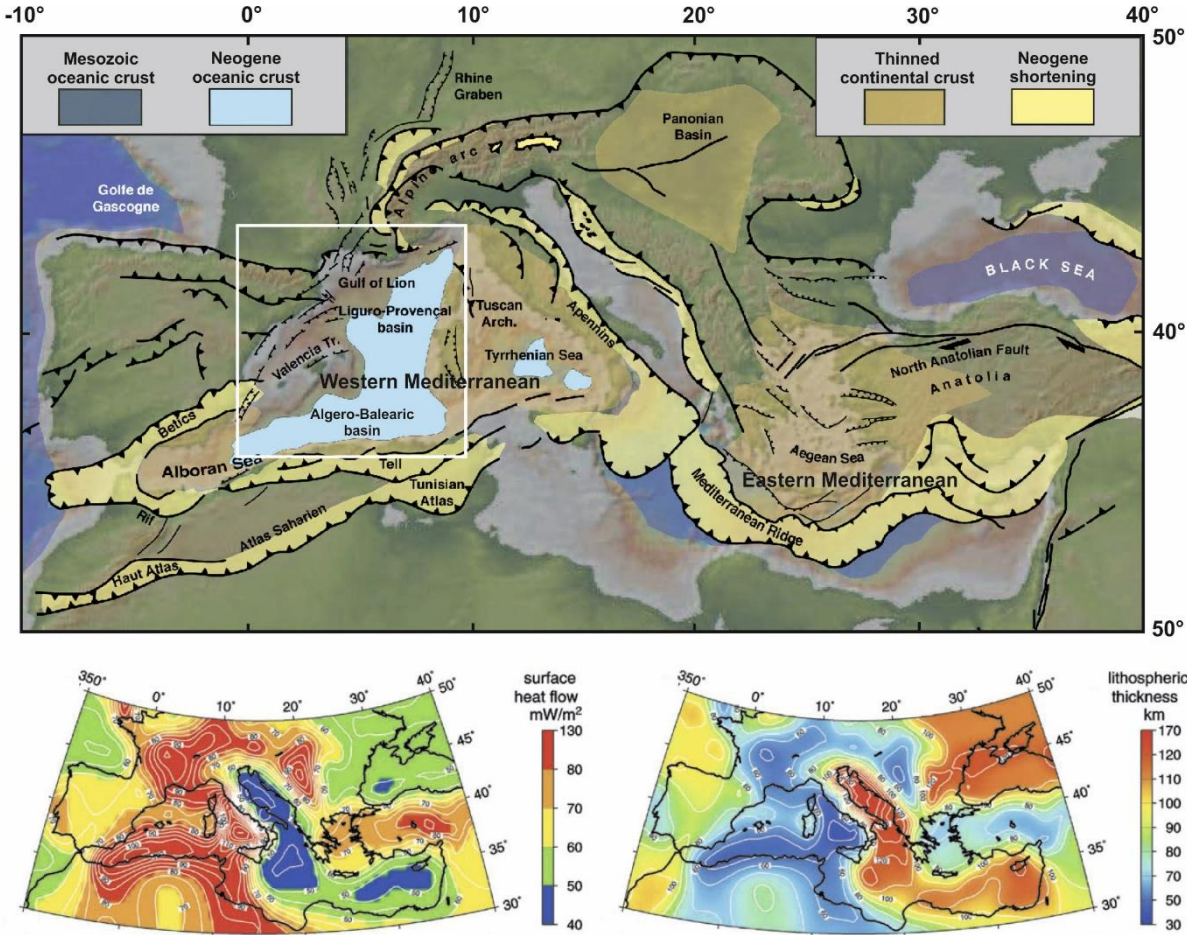 -10°
0°
10°
20°
30°
40°
50°
Mesozoic
oceanic crust
Neogene
oceanic crust
Thinned
continental crust
Neogene
shortening
Rhine
Graben
Panonian
Basin
Golfe de
Gascogne
Alpine arc
BLACK SEA
Gulf of Lion
Liguro-Provençal
basin
Tuscan
Arch.
Apennins
40°
Valencia Tr.
Tyrrhenian Sea
North Anatolian Fault
Anatolia
Western Mediterranean
Betics
Algero-Balearic
basin
Alboran Sea
Tell
Tunisian
Atlas
Aegean Sea
Eastern Mediterranean
Mediterranean Ridge
Rif
Atlas Saharien
Haut Atlas
50°
350°
0°
10°
20°
30°
40°
50°
45°
40°
35°
30°
surface
heat flow
mW/m²
130
80
70
60
50
40
350°
0°
10°
20°
30°
40°
50°
45°
40°
35°
30°
lithospheric
thickness
km
170
130
110
100
90
80
70
60
50
30